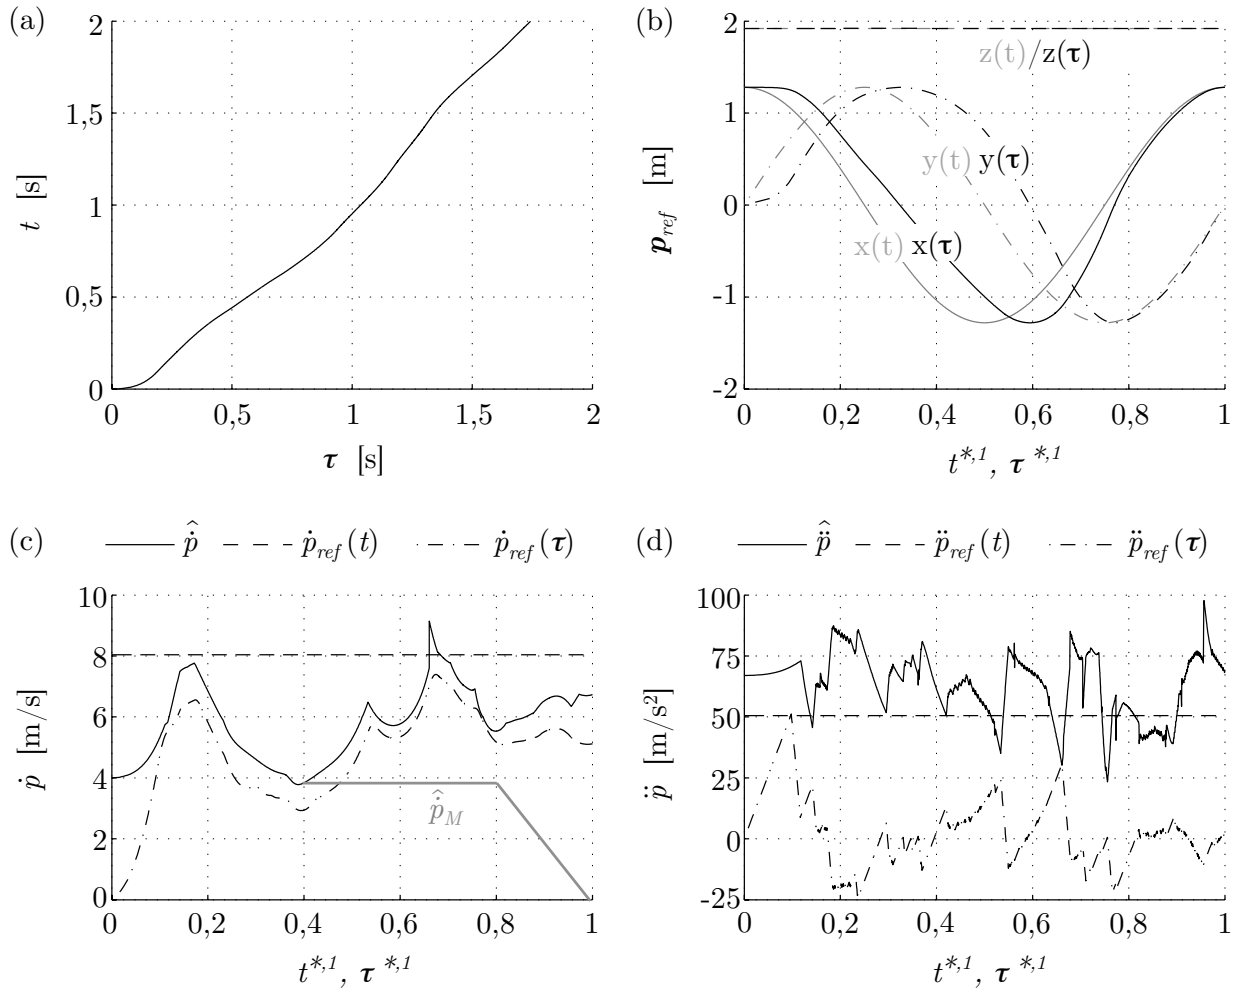 (a)
2
1,5
1
0,5
0
t [s]
0 0,5 1 1,5 2
τ [s]
(b)
2
1
0
-1
-2
p_ref [m]
z(t)/z(τ)
y(t) y(τ)
x(t) x(τ)
0 0,2 0,4 0,6 0,8 1
t*,1, τ*,1
(c)
p̂̇ ṗ_ref(t) ṗ_ref(τ)
10
8
6
4
2
0
ṗ [m/s]
p̂̇_M
0 0,2 0,4 0,6 0,8 1
t*,1, τ*,1
(d)
p̂̈ p̈_ref(t) p̈_ref(τ)
100
75
50
25
0
-25
p̈ [m/s²]
0 0,2 0,4 0,6 0,8 1
t*,1, τ*,1